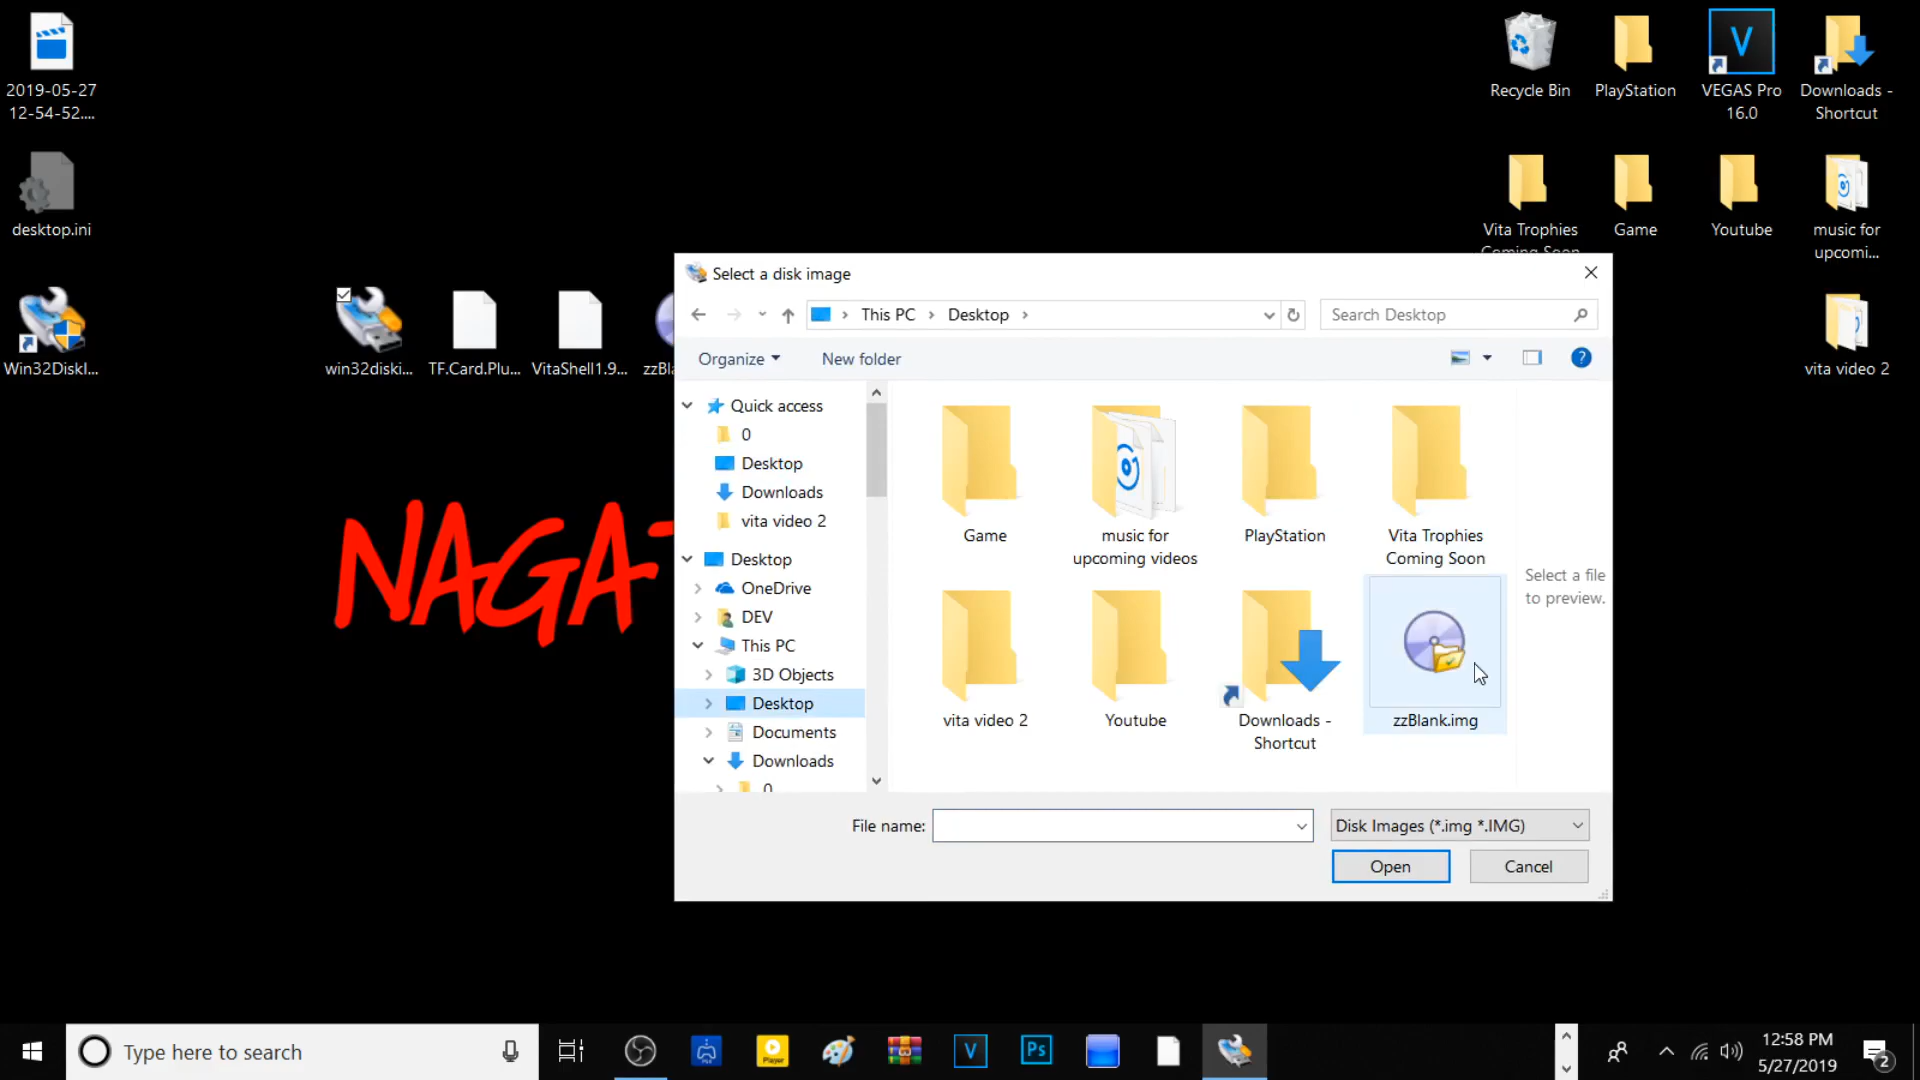 2019-05-27
12-54-52....
desktop.ini
Win32DiskI...
win32diski...
TF.Card.Plu...
VitaShell1.9...
zzBla
NAGA
Recycle Bin
PlayStation
VEGAS Pro
16.0
Downloads -
Shortcut
Vita Trophies
Coming Soon
Game
Youtube
music for
upcomi...
vita video 2
Select a disk image
This PC
Desktop
Search Desktop
Organize
New folder
Quick access
0
Desktop
Downloads
vita video 2
Desktop
OneDrive
DEV
This PC
3D Objects
Desktop
Documents
Downloads
0
Game
music for
upcoming videos
PlayStation
Vita Trophies
Coming Soon
vita video 2
Youtube
Downloads -
Shortcut
zzBlank.img
Select a file
to preview.
File name:
Disk Images (*.img *.IMG)
Open
Cancel
Type here to search
Player
V
Ps
12:58 PM
5/27/2019
2